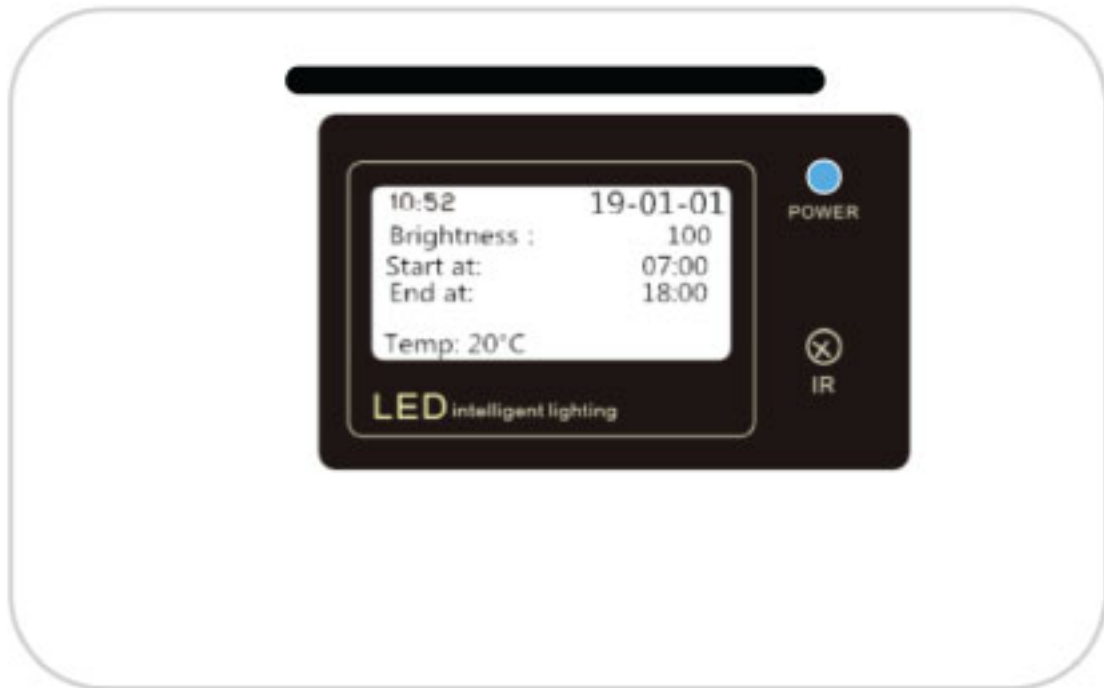 10:52 19-01-01
Brightness : 100
Start at: 07:00
End at: 18:00
Temp: 20°C
LED intelligent lighting
POWER
IR